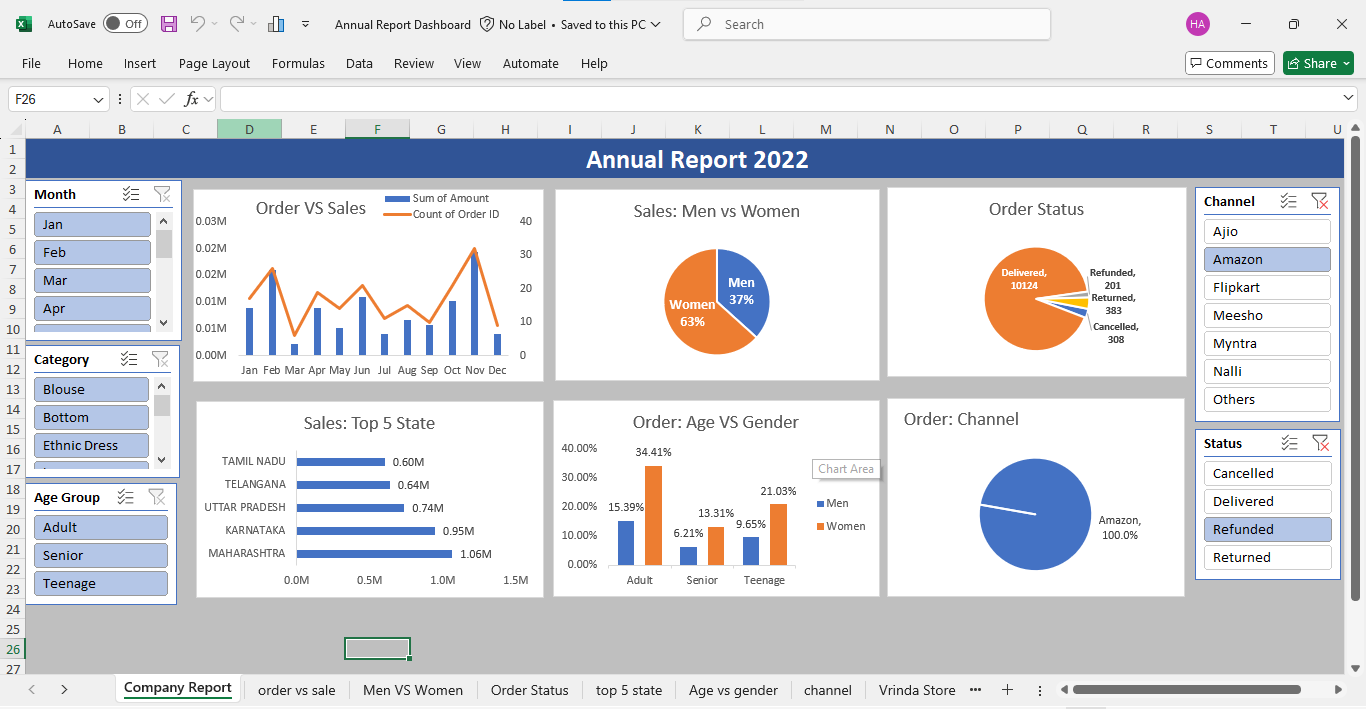 AutoSave Off Annual Report Dashboard No Label • Saved to this PC Search HA
File Home Insert Page Layout Formulas Data Review View Automate Help Comments Share
F26 fx
A B C D E F G H I J K L M N O P Q R S T U
1
2
3
4
5
6
7
8
9
10
11
12
13
14
15
16
17
18
19
20
21
22
23
24
25
26
27
Annual Report 2022
Month
Jan
Feb
Mar
Apr
Category
Blouse
Bottom
Ethnic Dress
Age Group
Adult
Senior
Teenage
Order VS Sales
Sum of Amount
Count of Order ID
0.03M 40
0.02M 30
0.02M
0.01M 20
0.01M 10
0.00M 0
Jan Feb Mar Apr May Jun Jul Aug Sep Oct Nov Dec
Sales: Men vs Women
Men
37%
Women
63%
Order Status
Delivered,
10124
Refunded,
201
Returned,
383
Cancelled,
308
Sales: Top 5 State
TAMIL NADU 0.60M
TELANGANA 0.64M
UTTAR PRADESH 0.74M
KARNATAKA 0.95M
MAHARASHTRA 1.06M
0.0M 0.5M 1.0M 1.5M
Order: Age VS Gender
40.00%
30.00%
20.00%
10.00%
0.00%
15.39% 34.41%
6.21% 13.31%
9.65% 21.03%
Adult Senior Teenage
Chart Area
Men
Women
Order: Channel
Amazon,
100.0%
Channel
Ajio
Amazon
Flipkart
Meesho
Myntra
Nalli
Others
Status
Cancelled
Delivered
Refunded
Returned
Company Report order vs sale Men VS Women Order Status top 5 state Age vs gender channel Vrinda Store